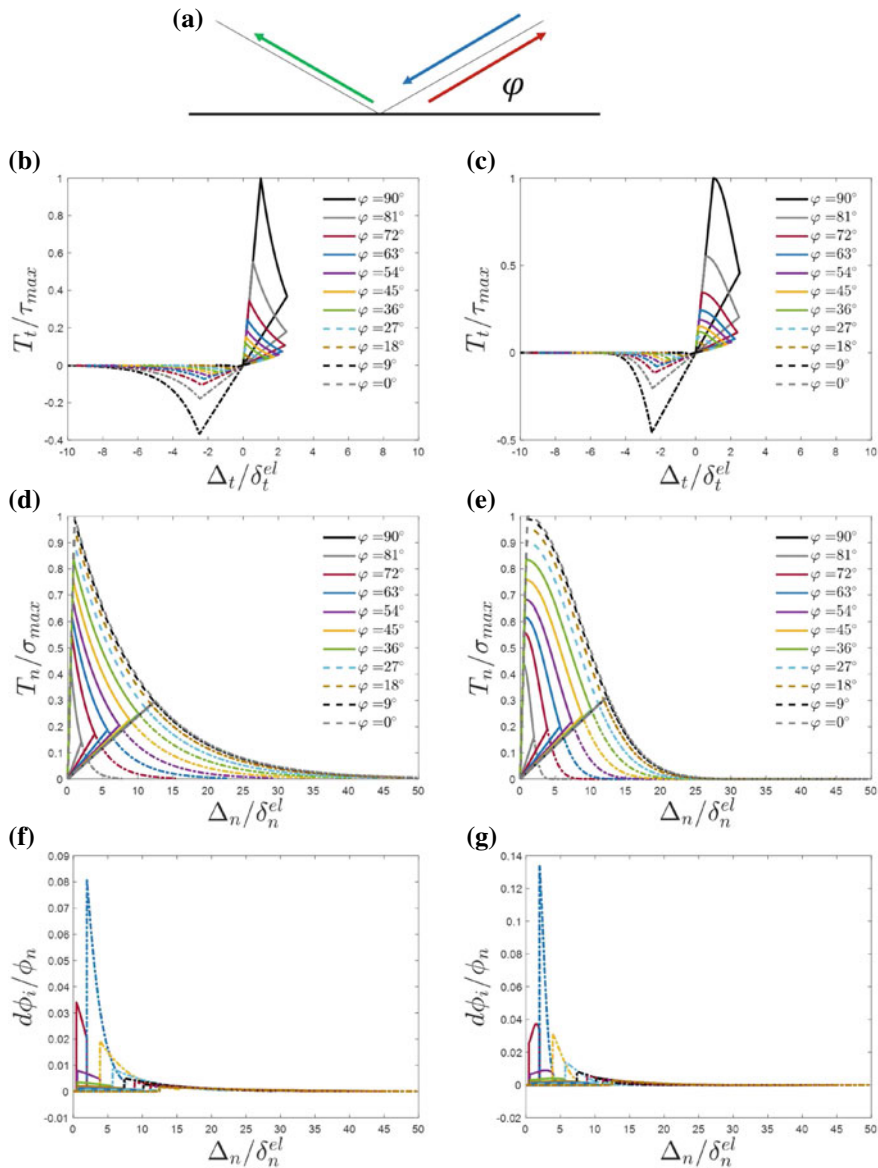 (a)
φ
(b)
T_t/τ_max
1
0.8
0.6
0.4
0.2
0
-0.2
-0.4
-10 -8 -6 -4 -2 0 2 4 6 8 10
Δ_t/δ_t^el
φ =90°
φ =81°
φ =72°
φ =63°
φ =54°
φ =45°
φ =36°
φ =27°
φ =18°
φ =9°
φ =0°
(c)
T_t/τ_max
1
0.5
0
-0.5
-10 -8 -6 -4 -2 0 2 4 6 8 10
Δ_t/δ_t^el
φ =90°
φ =81°
φ =72°
φ =63°
φ =54°
φ =45°
φ =36°
φ =27°
φ =18°
φ =9°
φ =0°
(d)
T_n/σ_max
1
0.9
0.8
0.7
0.6
0.5
0.4
0.3
0.2
0.1
0
0 5 10 15 20 25 30 35 40 45 50
Δ_n/δ_n^el
φ =90°
φ =81°
φ =72°
φ =63°
φ =54°
φ =45°
φ =36°
φ =27°
φ =18°
φ =9°
φ =0°
(e)
T_n/σ_max
1
0.9
0.8
0.7
0.6
0.5
0.4
0.3
0.2
0.1
0
0 5 10 15 20 25 30 35 40 45 50
Δ_n/δ_n^el
φ =90°
φ =81°
φ =72°
φ =63°
φ =54°
φ =45°
φ =36°
φ =27°
φ =18°
φ =9°
φ =0°
(f)
dϕ_i/ϕ_n
0.09
0.08
0.07
0.06
0.05
0.04
0.03
0.02
0.01
0
-0.01
0 5 10 15 20 25 30 35 40 45 50
Δ_n/δ_n^el
(g)
dϕ_i/ϕ_n
0.14
0.12
0.10
0.08
0.06
0.04
0.02
0
-0.02
0 5 10 15 20 25 30 35 40 45 50
Δ_n/δ_n^el